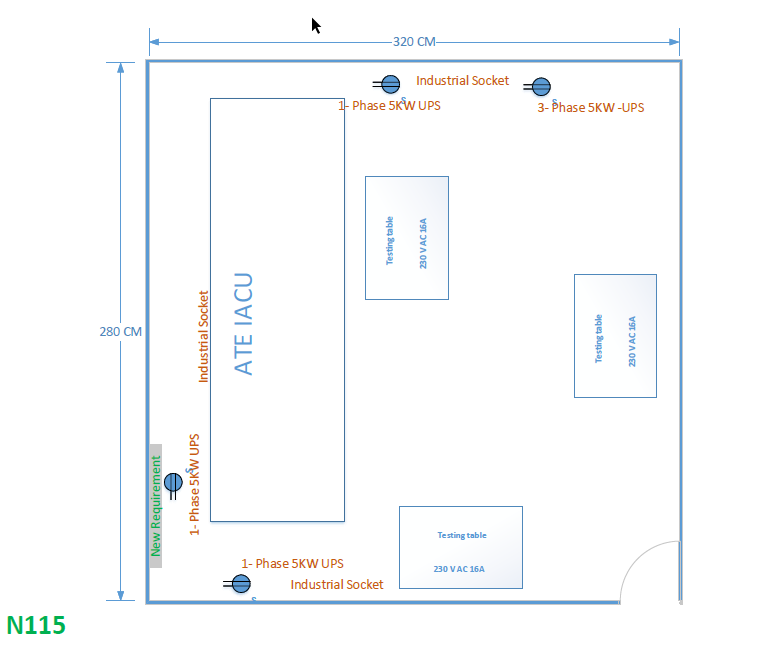 320 CM
Industrial Socket
S
1- Phase 5KW UPS
S
3- Phase 5KW -UPS
Testing table
230 V AC 16A
ATE IACU
Industrial Socket
280 CM
Testing table
230 V AC 16A
New Requirement
S
1- Phase 5KW UPS
Testing table
230 V AC 16A
1- Phase 5KW UPS
Industrial Socket
S
N115